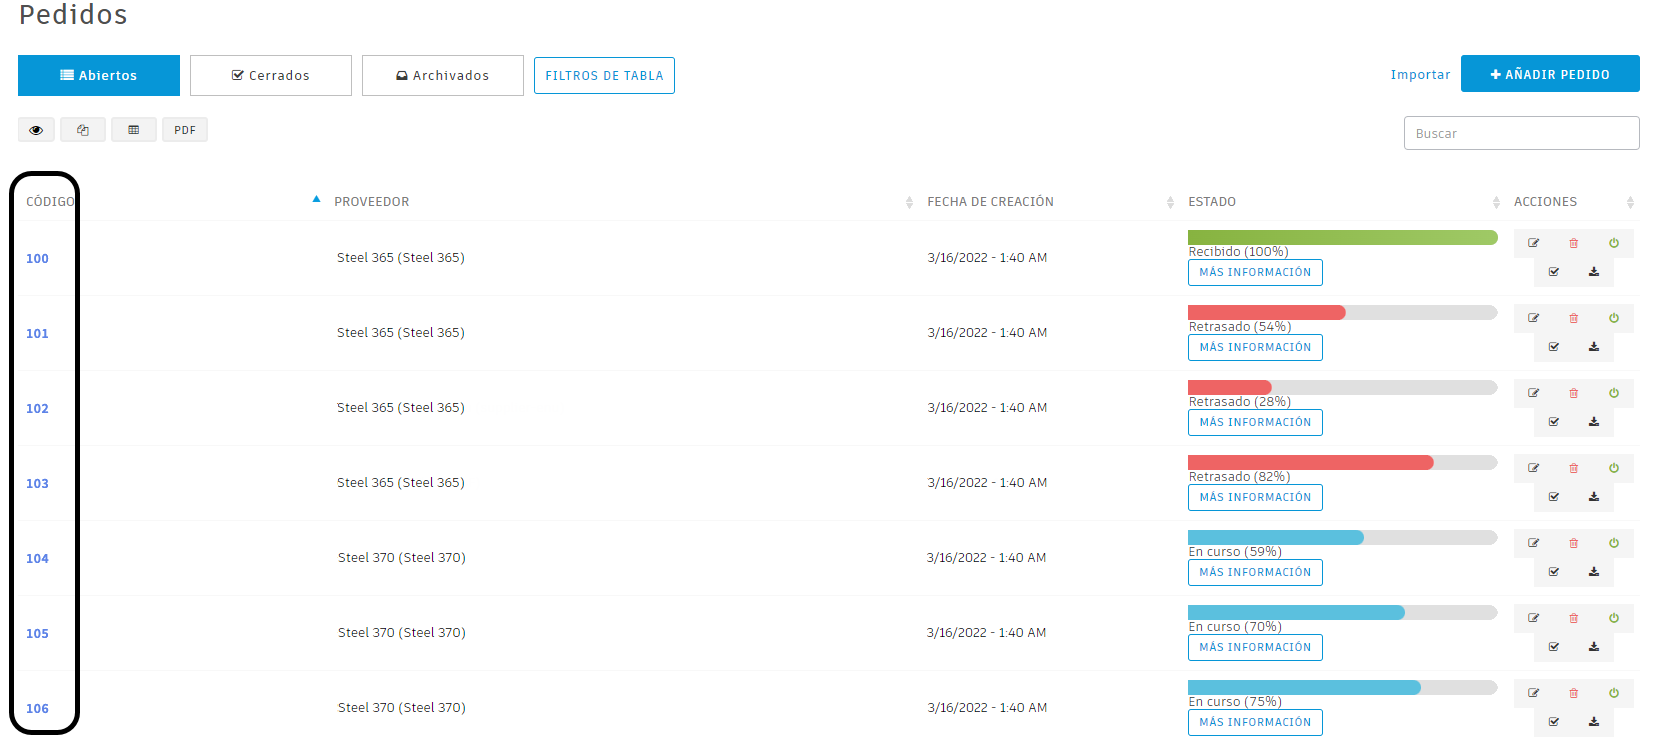 Pedidos
Abiertos Cerrados Archivados FILTROS DE TABLA Importar AÑADIR PEDIDO
PDF Buscar
CÓDIGO PROVEEDOR FECHA DE CREACIÓN ESTADO ACCIONES
100 Steel 365 (Steel 365) 3/16/2022 - 1:40 AM Recibido (100%)
MÁS INFORMACIÓN
101 Steel 365 (Steel 365) 3/16/2022 - 1:40 AM Retrasado (54%)
MÁS INFORMACIÓN
102 Steel 365 (Steel 365) 3/16/2022 - 1:40 AM Retrasado (28%)
MÁS INFORMACIÓN
103 Steel 365 (Steel 365) 3/16/2022 - 1:40 AM Retrasado (82%)
MÁS INFORMACIÓN
104 Steel 370 (Steel 370) 3/16/2022 - 1:40 AM En curso (59%)
MÁS INFORMACIÓN
105 Steel 370 (Steel 370) 3/16/2022 - 1:40 AM En curso (70%)
MÁS INFORMACIÓN
106 Steel 370 (Steel 370) 3/16/2022 - 1:40 AM En curso (75%)
MÁS INFORMACIÓN